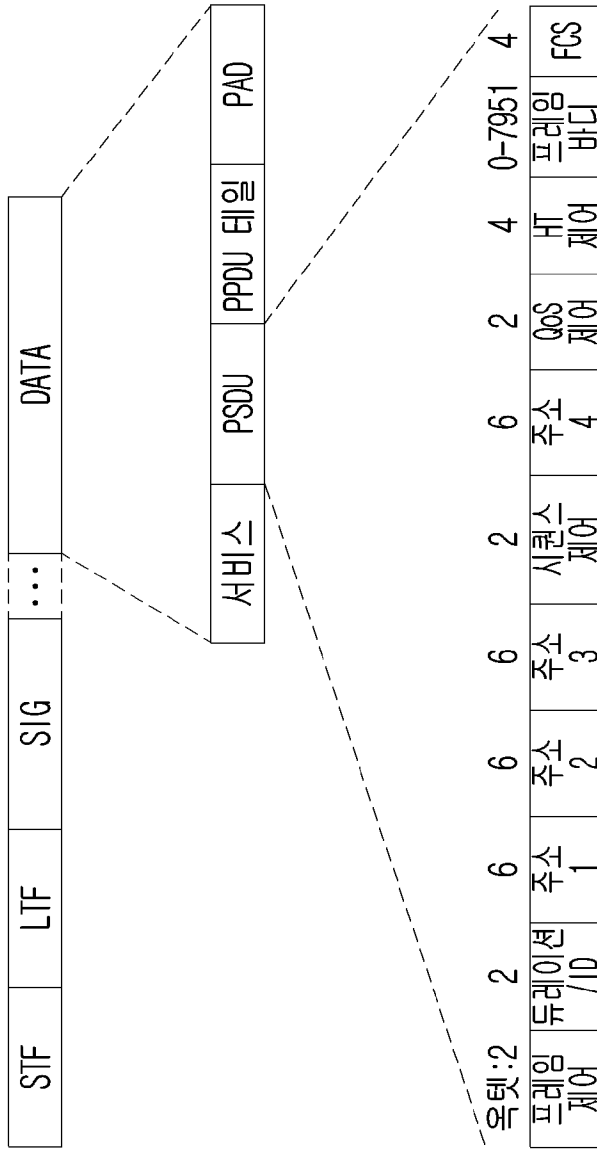 STF LTF SIG ... DATA
서비스 PSDU PPDU 테일 PAD
옥텟:2 2 6 6 6 2 6 2 4 0-7951 4
프레임 제어
듀레이션 /ID
주소 1
주소 2
주소 3
시퀀스 제어
주소 4
QoS 제어
HT 제어
프레임 바디
FCS